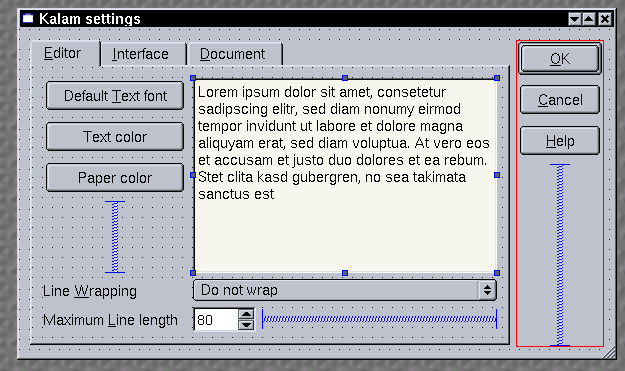 Kalam settings
Editor
Interface
Document
OK
Cancel
Help
Default Text font
Text color
Paper color
Lorem ipsum dolor sit amet, consetetur
sadipscing elitr, sed diam nonumy eirmod
tempor invidunt ut labore et dolore magna
aliquyam erat, sed diam voluptua. At vero eos
et accusam et justo duo dolores et ea rebum.
Stet clita kasd gubergren, no sea takimata
sanctus est
Line Wrapping
Do not wrap
Maximum Line length
80